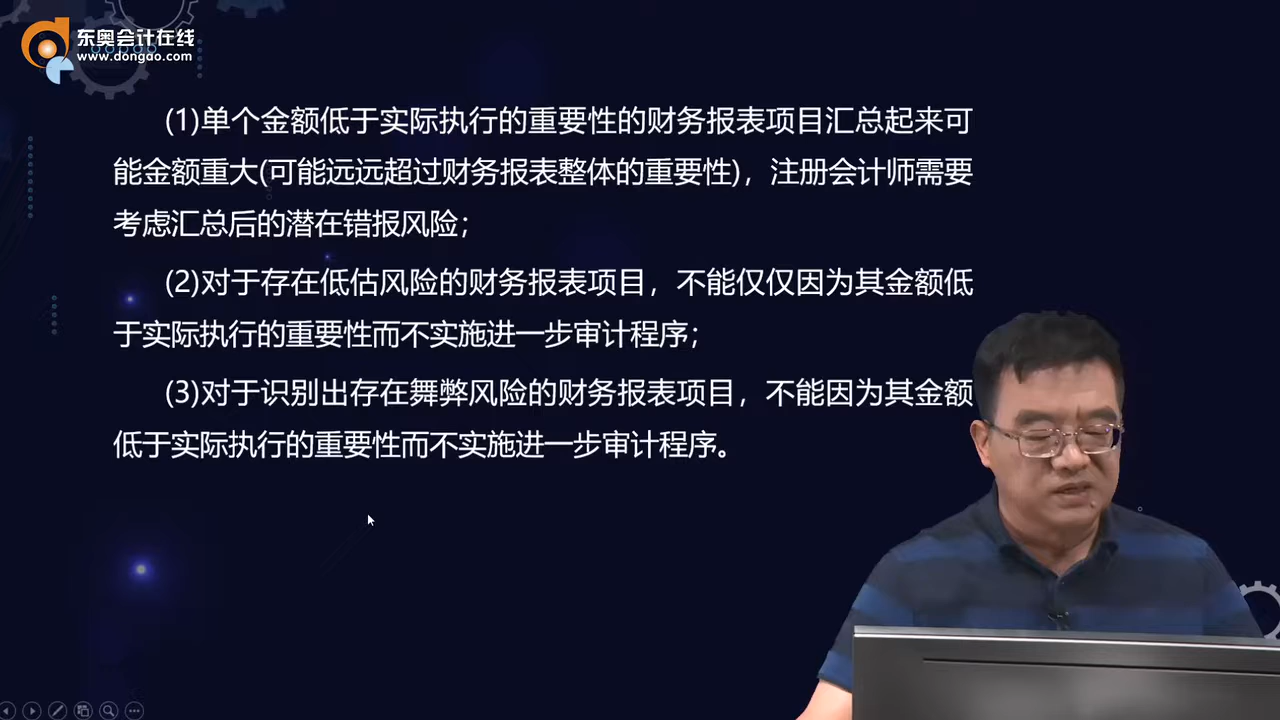 东奥会计在线
www.dongao.com
(1)单个金额低于实际执行的重要性的财务报表项目汇总起来可
能金额重大(可能远远超过财务报表整体的重要性)，注册会计师需要
考虑汇总后的潜在错报风险；
(2)对于存在低估风险的财务报表项目，不能仅仅因为其金额低
于实际执行的重要性而不实施进一步审计程序；
(3)对于识别出存在舞弊风险的财务报表项目，不能因为其金额
低于实际执行的重要性而不实施进一步审计程序。